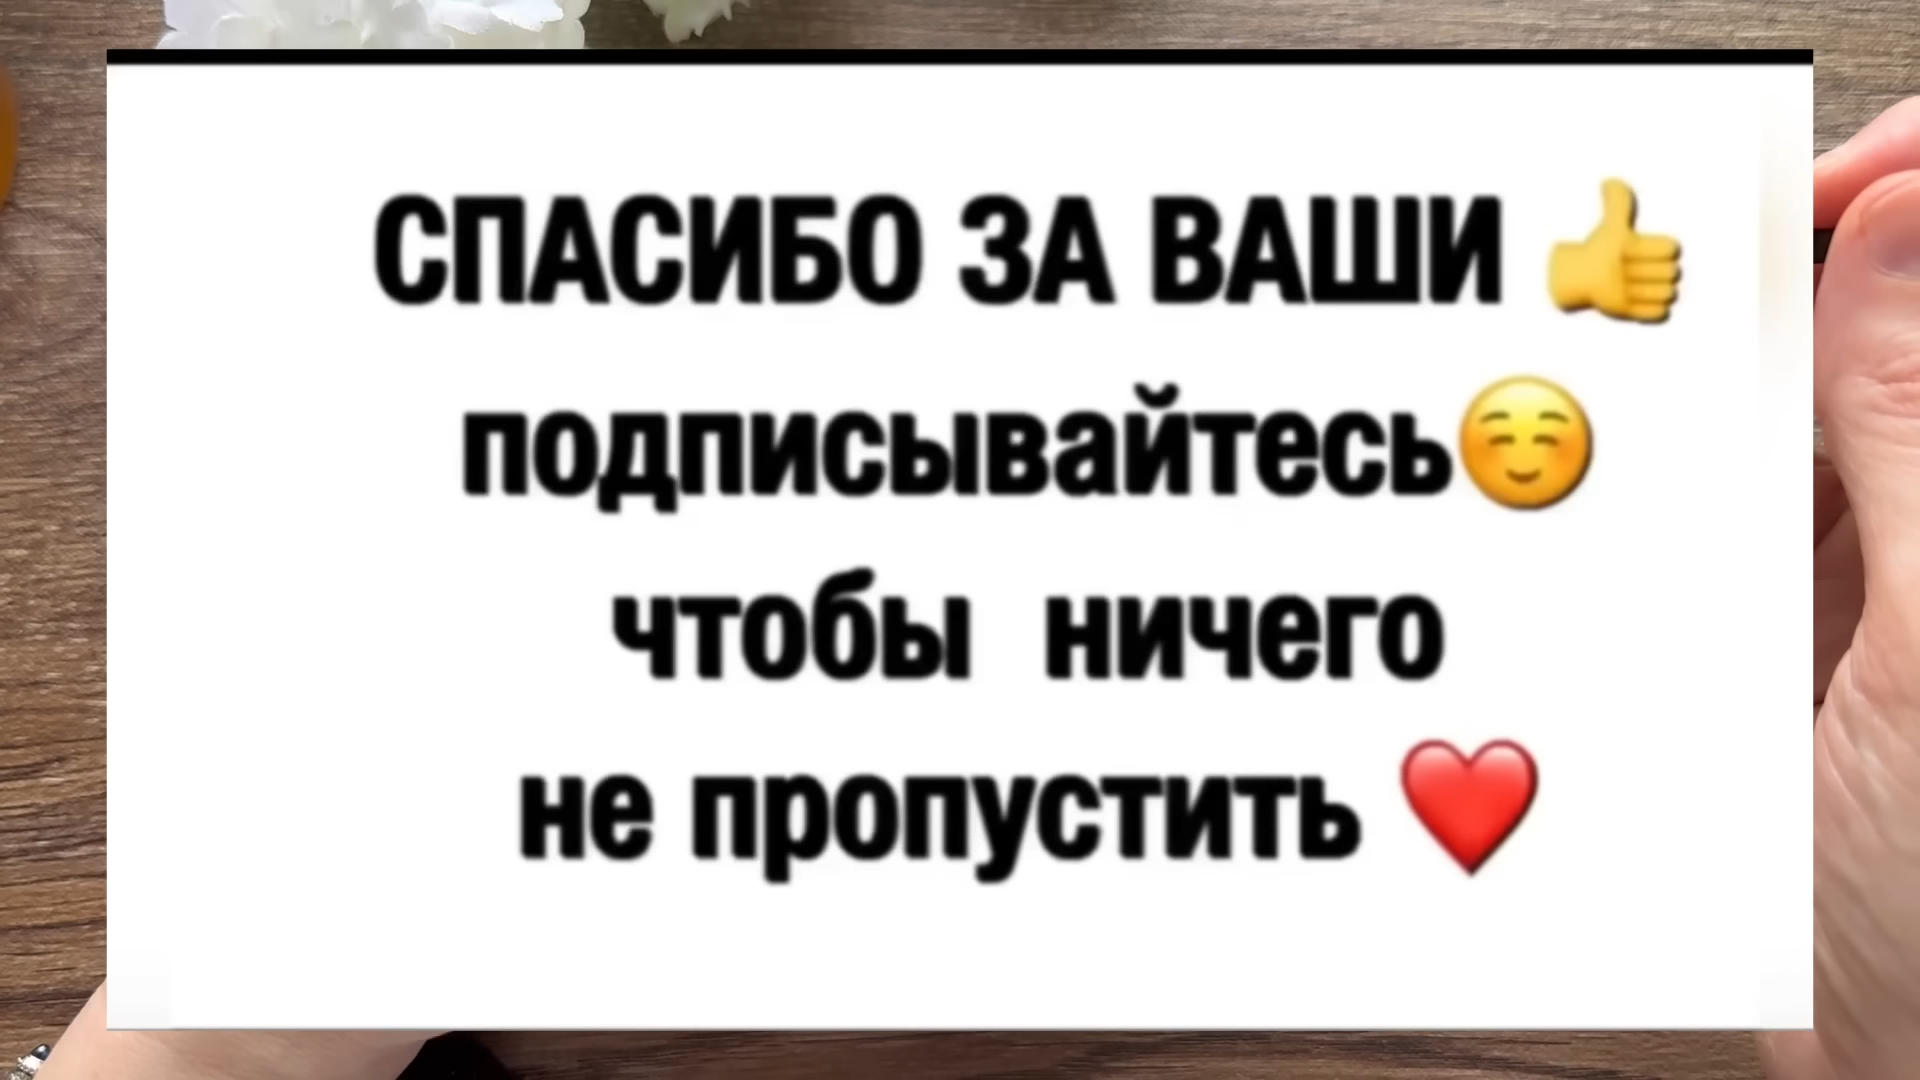 СПАСИБО ЗА ВАШИ 👍
подписывайтесь☺️
чтобы ничего
не пропустить ❤️